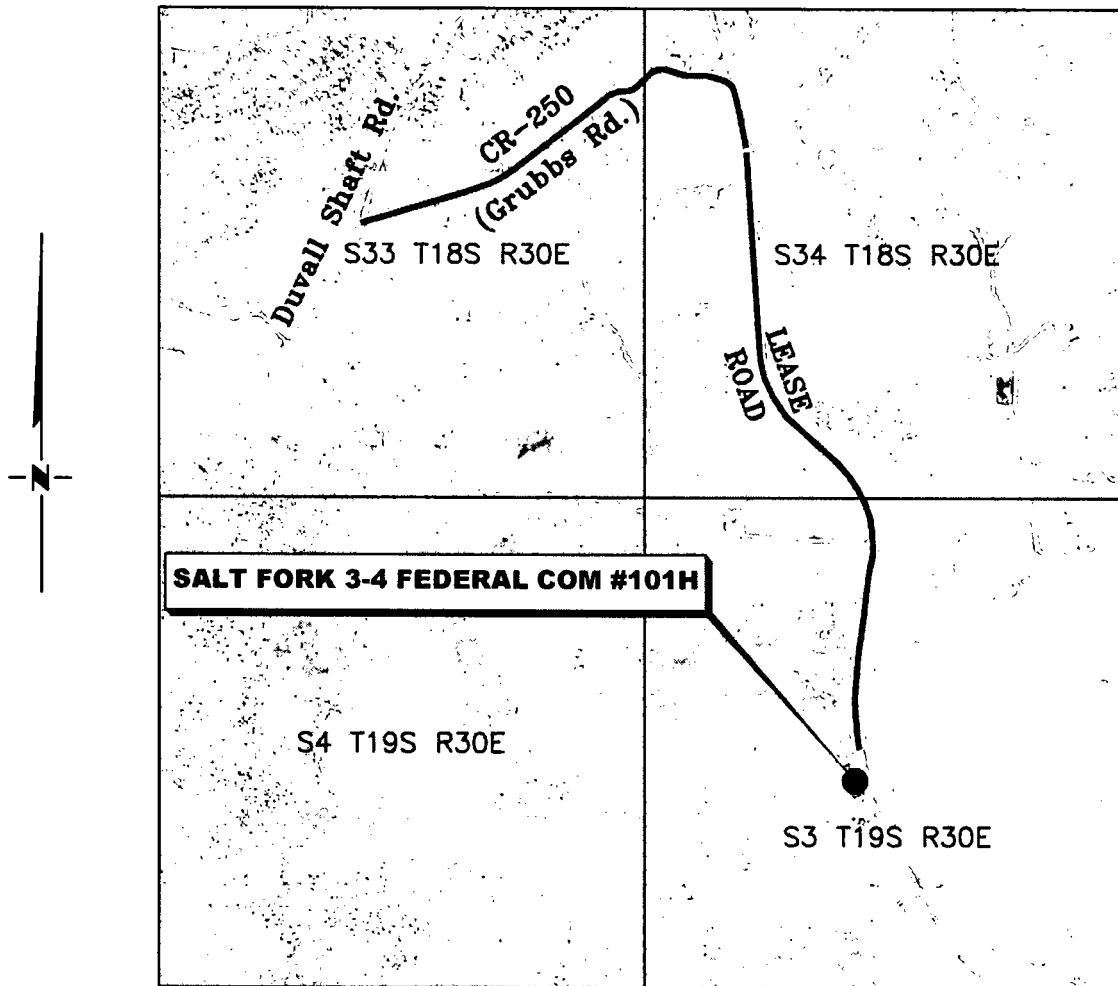 CR-250
(Grubbs Rd.)
Duvall Shaft Rd.
S33 T18S R30E
S34 T18S R30E
LEASE
ROAD
N
SALT FORK 3-4 FEDERAL COM #101H
S4 T19S R30E
S3 T19S R30E